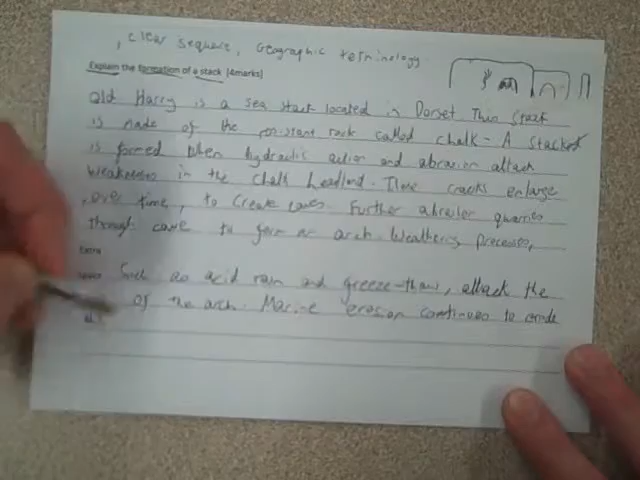 , clear sequence, Geographic terminology
Explain the formation of a stack [4marks]
Old Harry is a sea stack located in Dorset This stack
is made of the resistant rock called chalk - A stacked
is formed when hydraulic action and abrasion attack
weaknesses in the chalk headland. These cracks enlarge
over time, to create caves. Further abrasion
through cave to form an arch. Weathering processes,
Extra
Such as acid rain and freeze-thaw, attack the
of the arch. Marine erosion continues to erode